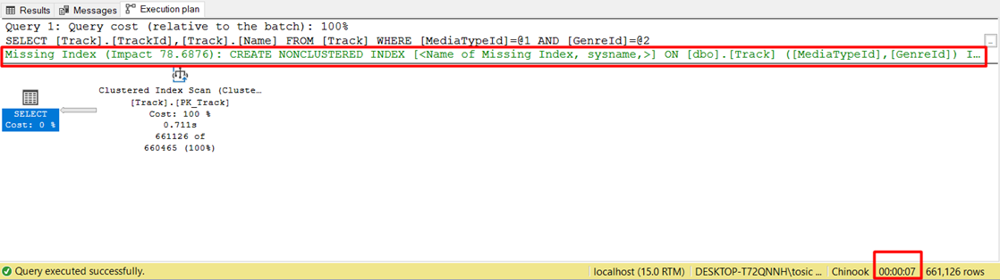 Results Messages Execution plan
Query 1: Query cost (relative to the batch): 100%
SELECT [Track].[TrackId],[Track].[Name] FROM [Track] WHERE [MediaTypeId]=@1 AND [GenreId]=@2
Missing Index (Impact 78.6876): CREATE NONCLUSTERED INDEX [<Name of Missing Index, sysname,>] ON [dbo].[Track] ([MediaTypeId],[GenreId]) I…
Clustered Index Scan (Cluste…
[Track].[PK_Track]
Cost: 100 %
0.711s
661126 of
660465 (100%)
SELECT
Cost: 0 %
Query executed successfully. localhost (15.0 RTM) DESKTOP-T72QNNH\tosic ... Chinook 00:00:07 661,126 rows